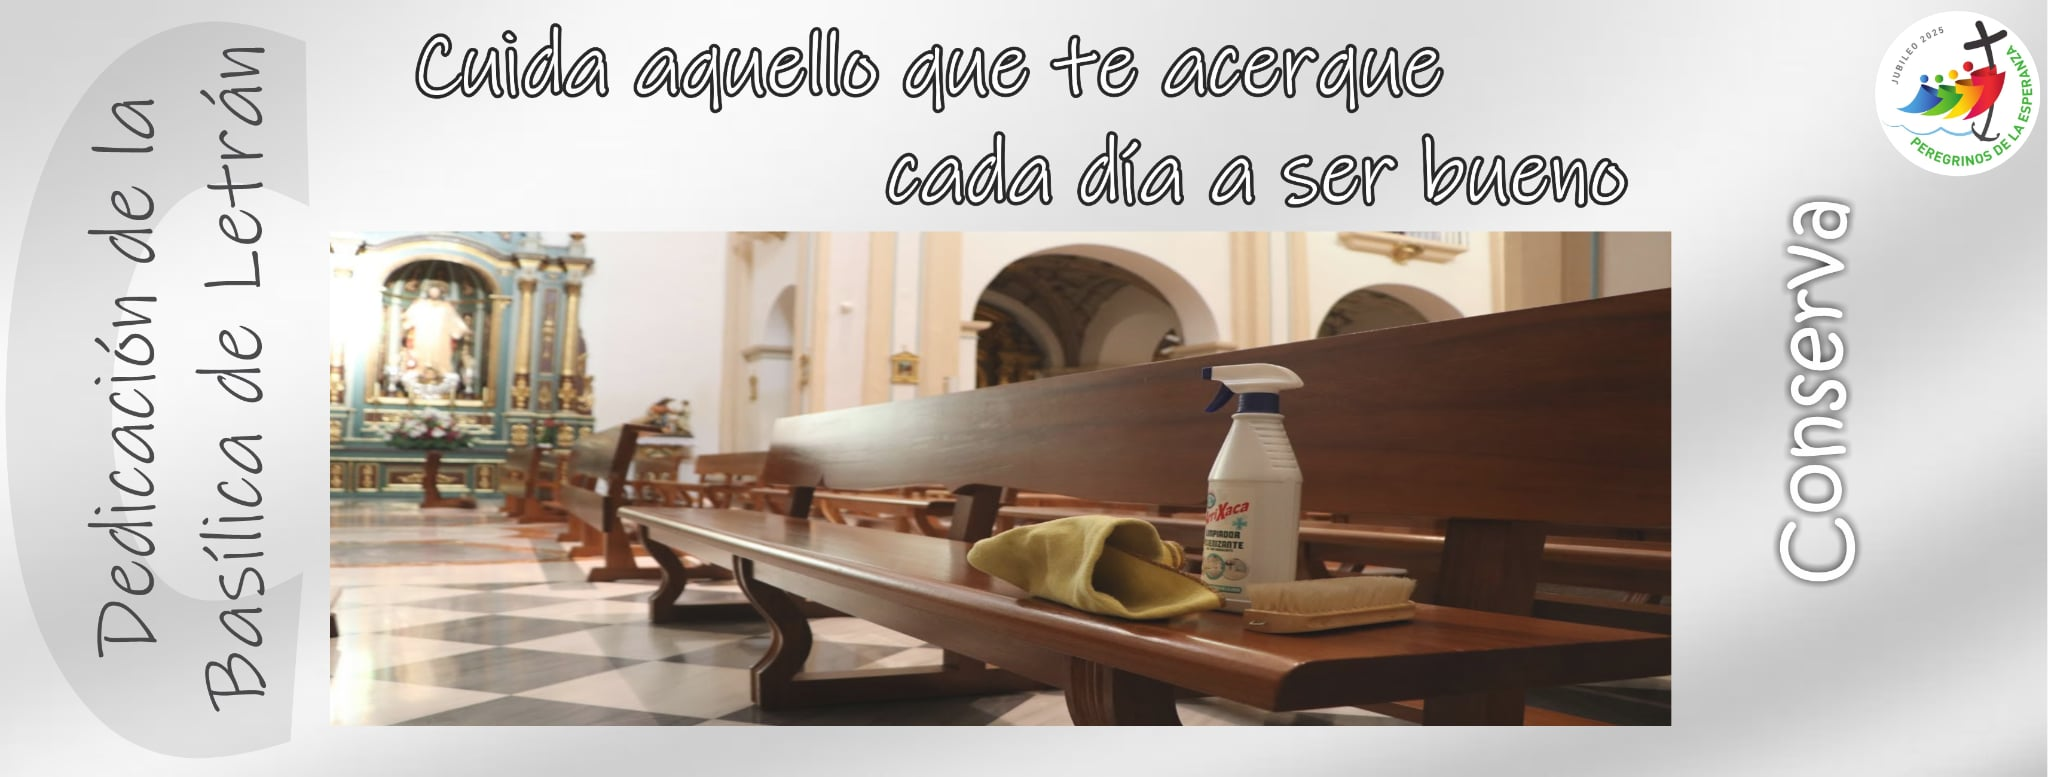 Dedicación de la
Basílica de Letrán
Cuida aquello que te acerque
cada día a ser bueno
Conserva
JUBILEO 2025
PEREGRINOS DE LA ESPERANZA